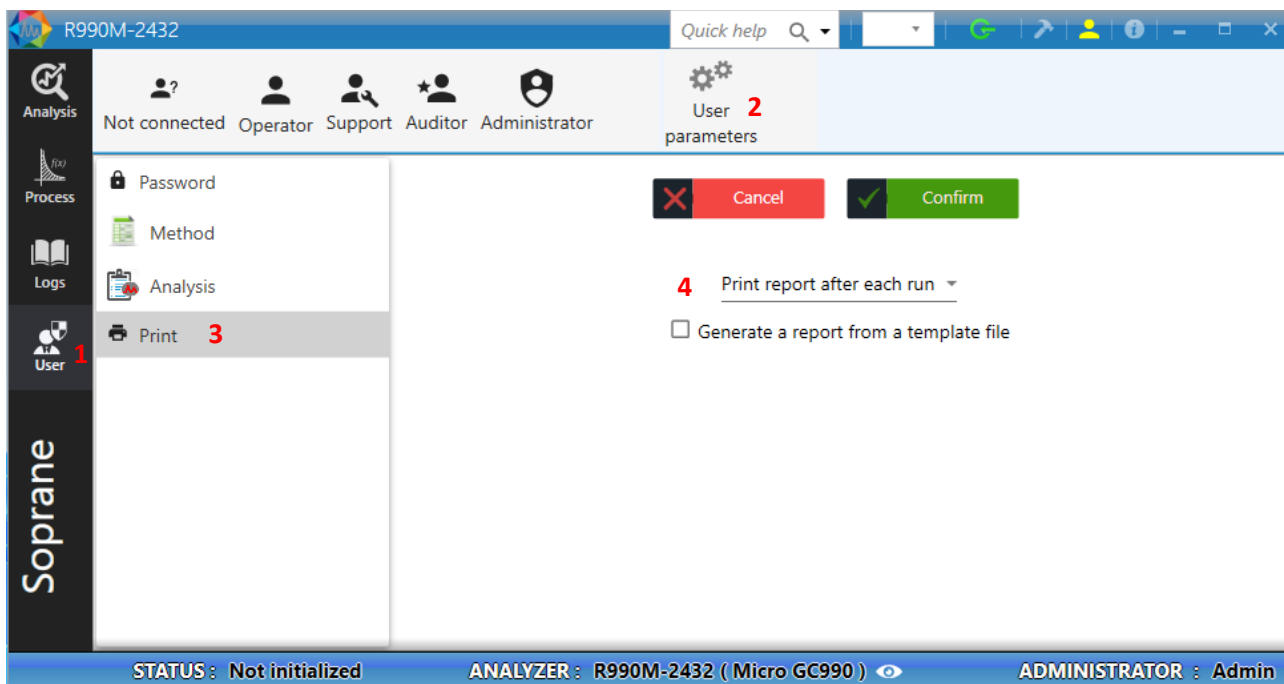 R990M-2432
Quick help
Analysis
Process
Logs
User 1
Soprane
Not connected
Operator
Support
Auditor
Administrator
User 2
parameters
Password
Method
Analysis
Print 3
Cancel
Confirm
4 Print report after each run
Generate a report from a template file
STATUS : Not initialized
ANALYZER : R990M-2432 ( Micro GC990 )
ADMINISTRATOR : Admin
f(x)